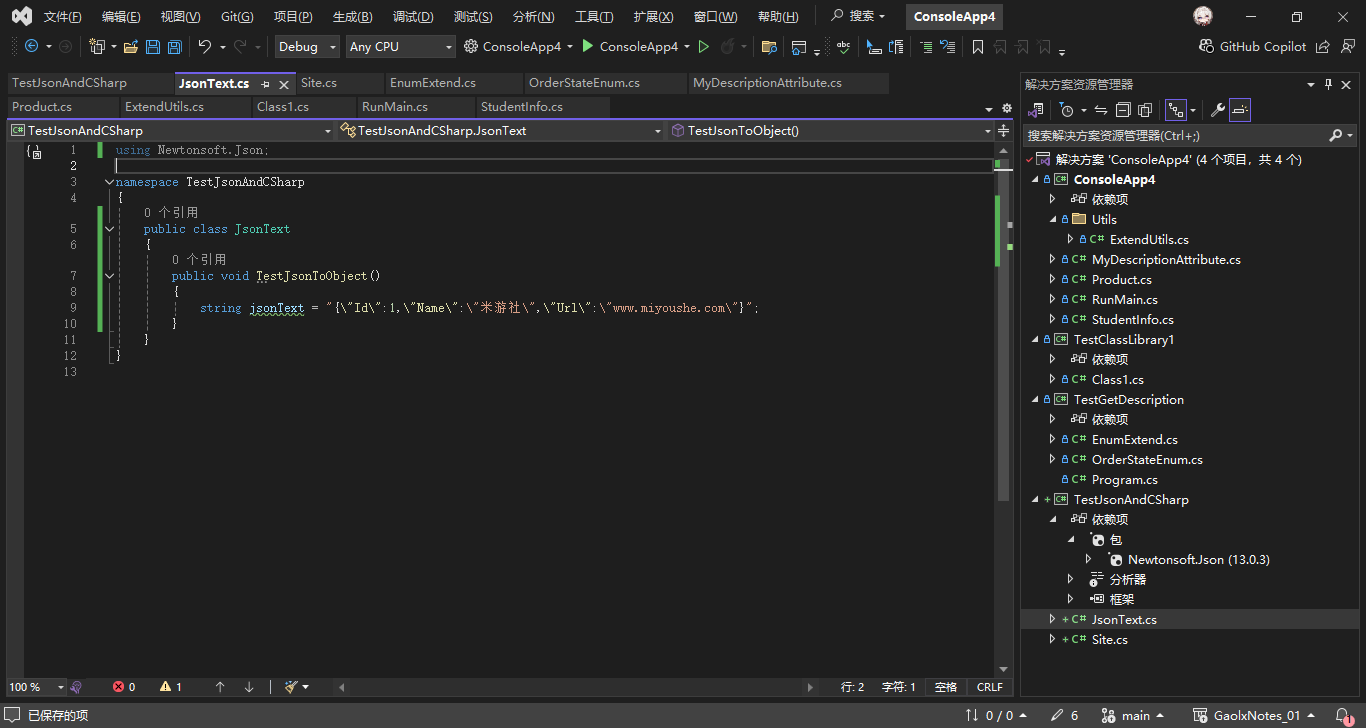 文件(F) 编辑(E) 视图(V) Git(G) 项目(P) 生成(B) 调试(D) 测试(S) 分析(N) 工具(T) 扩展(X) 窗口(W) 帮助(H) 搜索 ConsoleApp4
Debug Any CPU ConsoleApp4 ConsoleApp4 GitHub Copilot
TestJsonAndCSharp JsonText.cs Site.cs EnumExtend.cs OrderStateEnum.cs MyDescriptionAttribute.cs
Product.cs ExtendUtils.cs Class1.cs RunMain.cs StudentInfo.cs
TestJsonAndCSharp TestJsonAndCSharp.JsonText TestJsonToObject()
1 using Newtonsoft.Json;
2
3 namespace TestJsonAndCSharp
4 {
0 个引用
5 public class JsonText
6 {
0 个引用
7 public void TestJsonToObject()
8 {
9 string jsonText = "{\"Id\":1,\"Name\":\"米游社\",\"Url\":\"www.miyoushe.com\"}";
10 }
11 }
12 }
13
100 % 0 1 行: 2 字符: 1 空格 CRLF
解决方案资源管理器
搜索解决方案资源管理器(Ctrl+;)
解决方案 'ConsoleApp4' (4 个项目，共 4 个)
ConsoleApp4
依赖项
Utils
C# ExtendUtils.cs
C# MyDescriptionAttribute.cs
C# Product.cs
C# RunMain.cs
C# StudentInfo.cs
TestClassLibrary1
依赖项
C# Class1.cs
TestGetDescription
依赖项
C# EnumExtend.cs
C# OrderStateEnum.cs
C# Program.cs
TestJsonAndCSharp
依赖项
包
Newtonsoft.Json (13.0.3)
分析器
框架
C# JsonText.cs
C# Site.cs
已保存的项 0 / 0 6 main GaolxNotes_01 1